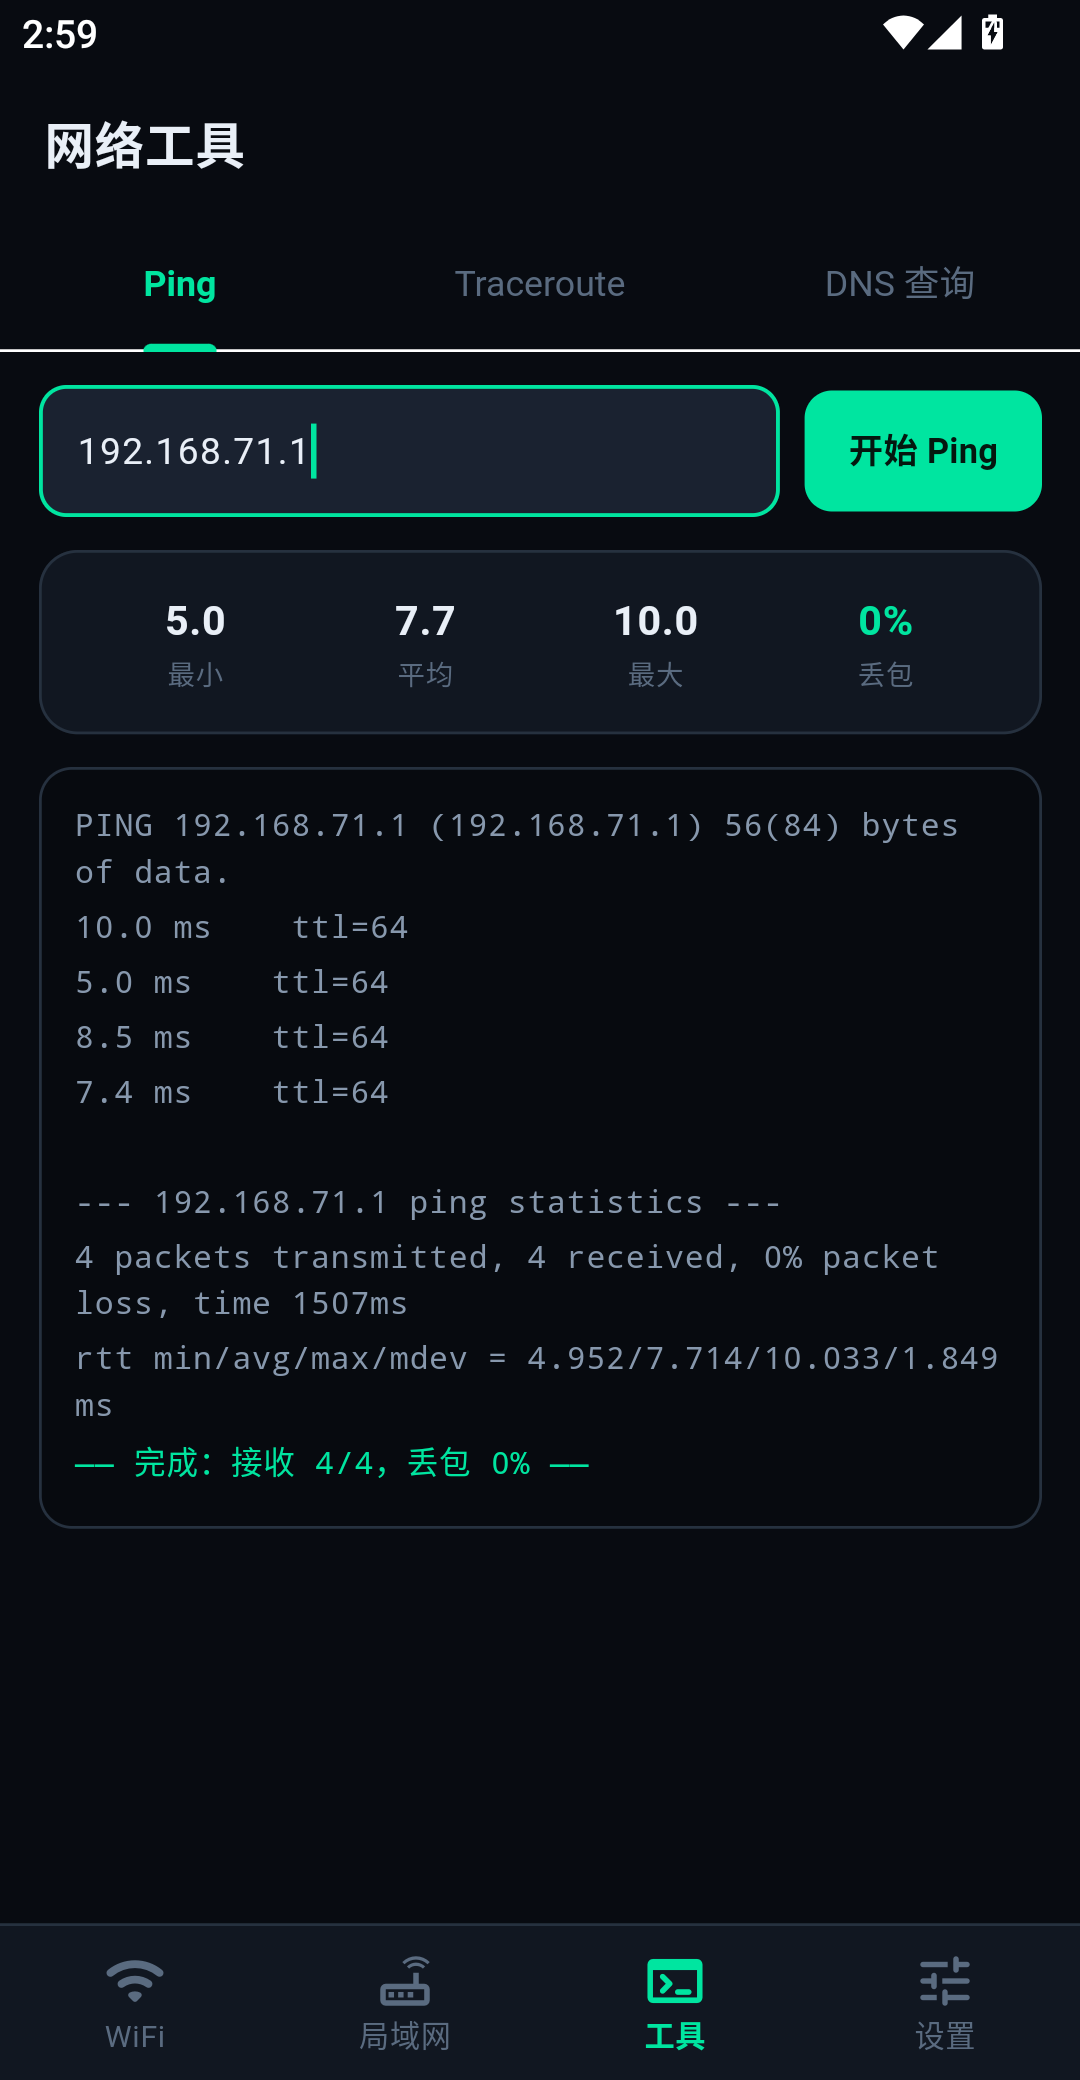 2:59
网络工具
Ping
Traceroute
DNS 查询
192.168.71.1
开始 Ping
5.0
7.7
10.0
0%
最小
平均
最大
丢包
PING 192.168.71.1 (192.168.71.1) 56(84) bytes
of data.
10.0 ms    ttl=64
5.0 ms    ttl=64
8.5 ms    ttl=64
7.4 ms    ttl=64
--- 192.168.71.1 ping statistics ---
4 packets transmitted, 4 received, 0% packet
loss, time 1507ms
rtt min/avg/max/mdev = 4.952/7.714/10.033/1.849
ms
—— 完成：接收 4/4，丢包 0% ——
WiFi
局域网
工具
设置